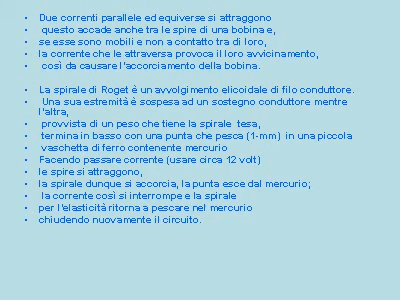 • Due correnti parallele ed equiverse si attraggono
• questo accade anche tra le spire di una bobina e,
• se esse sono mobili e non a contatto tra di loro,
• la corrente che le attraversa provoca il loro avvicinamento,
• così da causare l'accorciamento della bobina.
• La spirale di Roget è un avvolgimento elicoidale di filo conduttore.
• Una sua estremità è sospesa ad un sostegno conduttore mentre
l'altra,
• provvista di un peso che tiene la spirale tesa,
• termina in basso con una punta che pesca (1-mm) in una piccola
• vaschetta di ferro contenente mercurio
• Facendo passare corrente (usare circa 12 volt)
• le spire si attraggono,
• la spirale dunque si accorcia, la punta esce dal mercurio;
• la corrente così si interrompe e la spirale
• per l'elasticità ritorna a pescare nel mercurio
• chiudendo nuovamente il circuito.